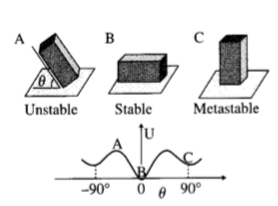 A B C
θ
Unstable Stable Metastable
U
A B C
-90° 0 θ 90°